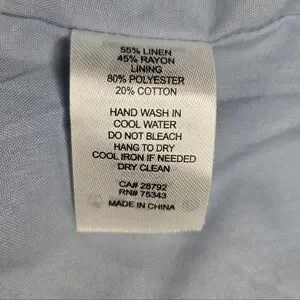 55% LINEN
45% RAYON
LINING
80% POLYESTER
20% COTTON
HAND WASH IN
COOL WATER
DO NOT BLEACH
HANG TO DRY
COOL IRON IF NEEDED
DRY CLEAN
CA# 28792
RN# 75343
MADE IN CHINA